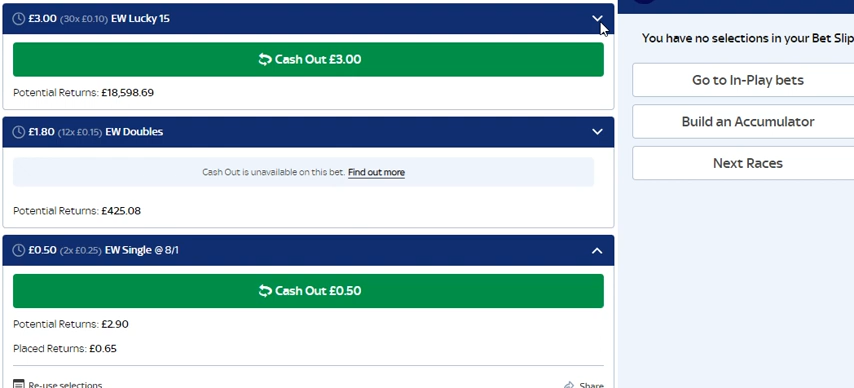 £3.00 (30x £0.10) EW Lucky 15
Cash Out £3.00
Potential Returns: £18,598.69
£1.80 (12x £0.15) EW Doubles
Cash Out is unavailable on this bet. Find out more
Potential Returns: £425.08
£0.50 (2x £0.25) EW Single @ 8/1
Cash Out £0.50
Potential Returns: £2.90
Placed Returns: £0.65
Re-use selections
Share
You have no selections in your Bet Slip
Go to In-Play bets
Build an Accumulator
Next Races